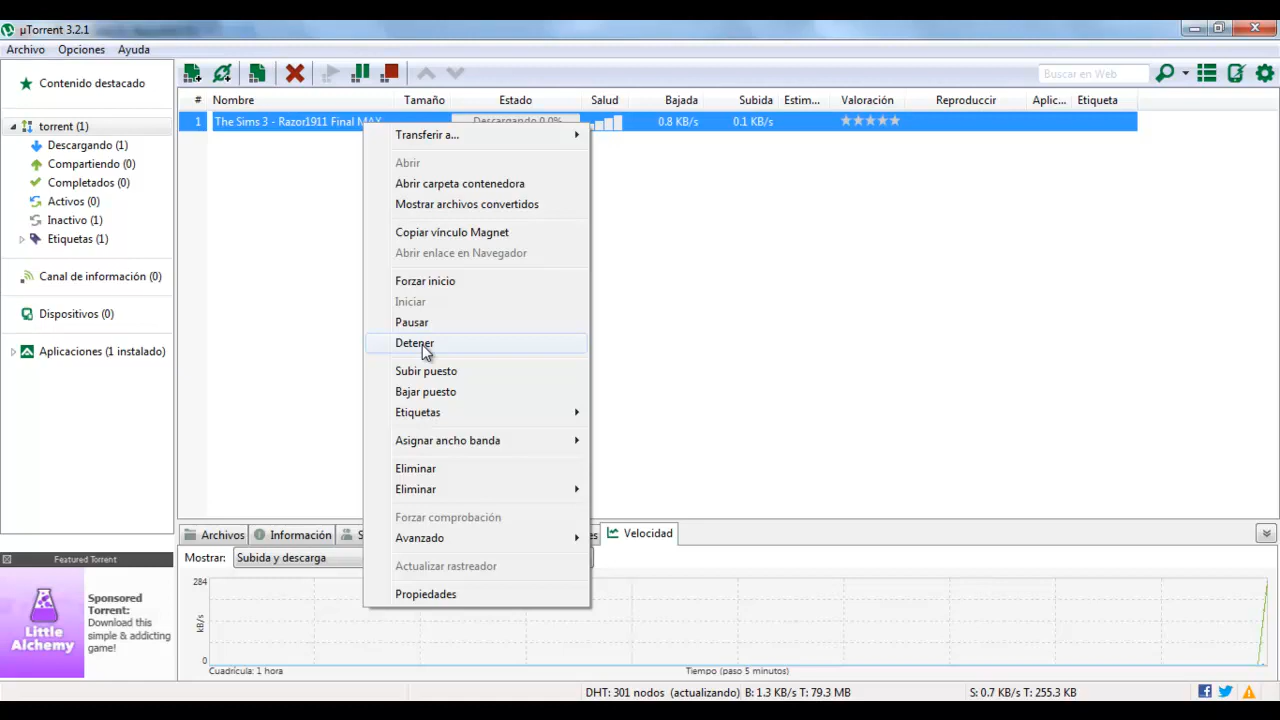 µTorrent 3.2.1
Archivo Opciones Ayuda
Buscar en Web
Contenido destacado
torrent (1)
Descargando (1)
Compartiendo (0)
Completados (0)
Activos (0)
Inactivo (1)
Etiquetas (1)
Canal de información (0)
Dispositivos (0)
Aplicaciones (1 instalado)
# Nombre Tamaño Estado Salud Bajada Subida Estim... Valoración Reproducir Aplic... Etiqueta
1 The Sims 3 - Razor1911 Final MAX Descargando 0.0% 0.8 KB/s 0.1 KB/s
Transferir a...
Abrir
Abrir carpeta contenedora
Mostrar archivos convertidos
Copiar vínculo Magnet
Abrir enlace en Navegador
Forzar inicio
Iniciar
Pausar
Detener
Subir puesto
Bajar puesto
Etiquetas
Asignar ancho banda
Eliminar
Eliminar
Forzar comprobación
Avanzado
Actualizar rastreador
Propiedades
Archivos Información Velocidad
Mostrar: Subida y descarga
284
kB/s
0
Cuadrícula: 1 hora
Tiempo (paso 5 minutos)
Featured Torrent
Little Alchemy
Sponsored
Torrent:
Download this
simple & addicting
game!
DHT: 301 nodos (actualizando) B: 1.3 KB/s T: 79.3 MB S: 0.7 KB/s T: 255.3 KB